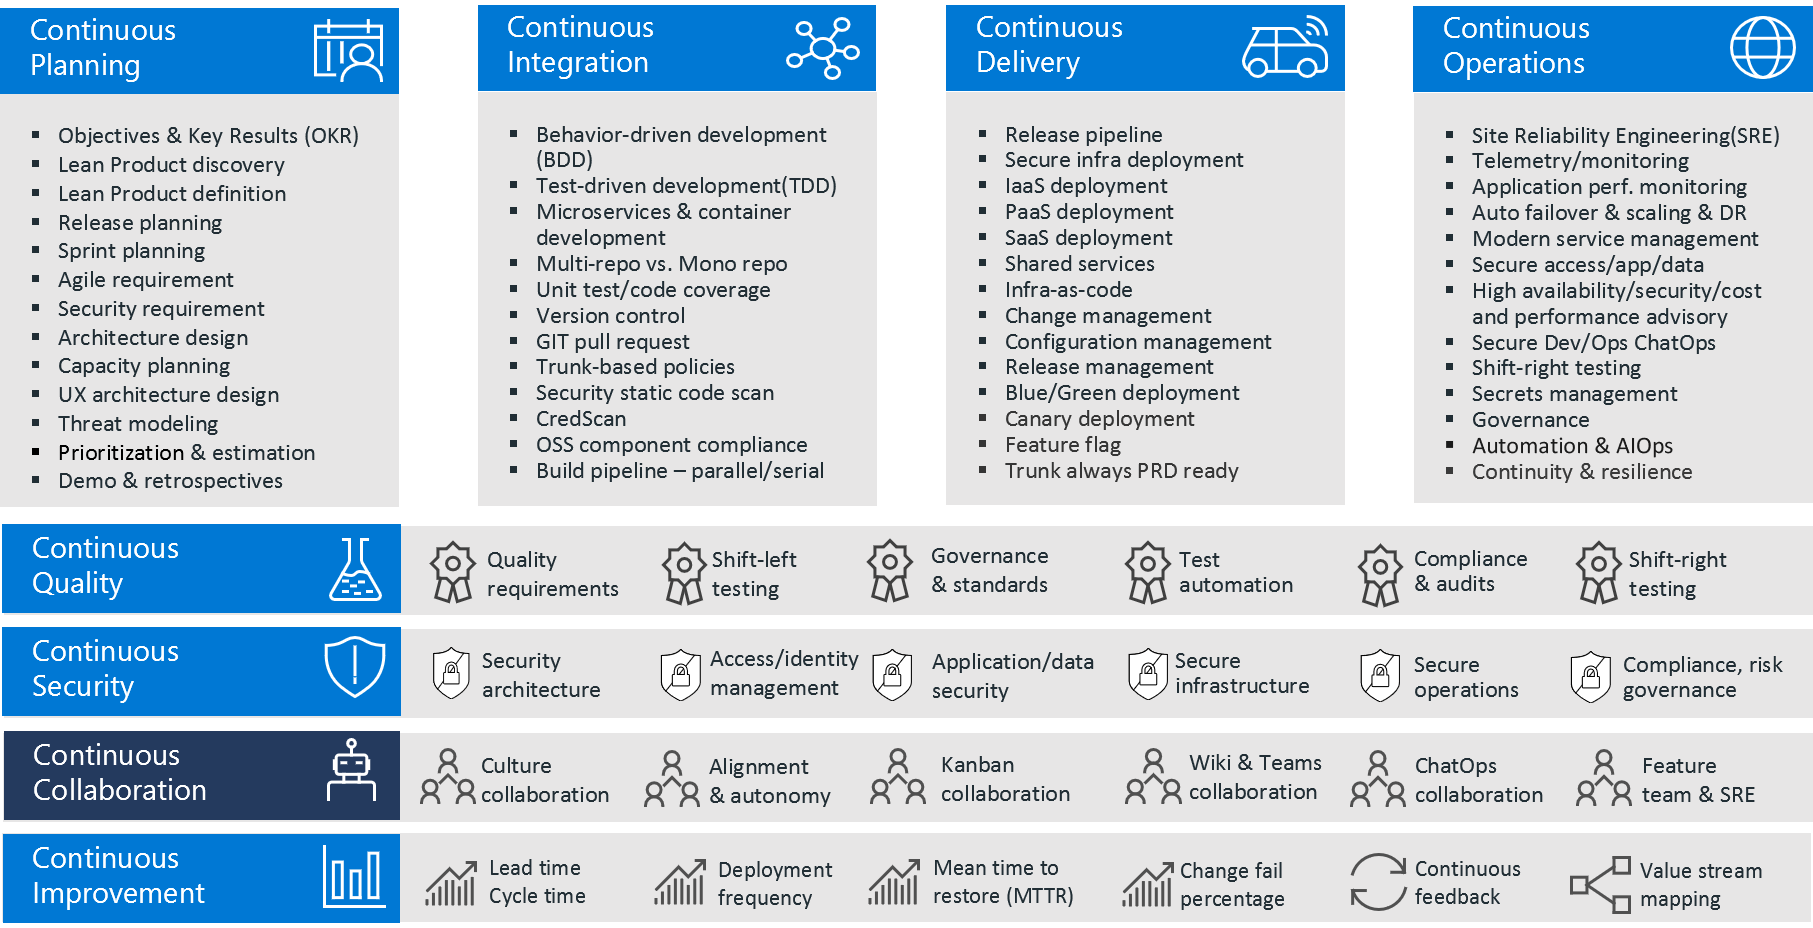 Continuous
Planning
Objectives & Key Results (OKR)
Lean Product discovery
Lean Product definition
Release planning
Sprint planning
Agile requirement
Security requirement
Architecture design
Capacity planning
UX architecture design
Threat modeling
Prioritization & estimation
Demo & retrospectives
Continuous
Integration
Behavior-driven development
(BDD)
Test-driven development(TDD)
Microservices & container
development
Multi-repo vs. Mono repo
Unit test/code coverage
Version control
GIT pull request
Trunk-based policies
Security static code scan
CredScan
OSS component compliance
Build pipeline – parallel/serial
Continuous
Delivery
Release pipeline
Secure infra deployment
IaaS deployment
PaaS deployment
SaaS deployment
Shared services
Infra-as-code
Change management
Configuration management
Release management
Blue/Green deployment
Canary deployment
Feature flag
Trunk always PRD ready
Continuous
Operations
Site Reliability Engineering(SRE)
Telemetry/monitoring
Application perf. monitoring
Auto failover & scaling & DR
Modern service management
Secure access/app/data
High availability/security/cost
and performance advisory
Secure Dev/Ops ChatOps
Shift-right testing
Secrets management
Governance
Automation & AIOps
Continuity & resilience
Continuous
Quality
Quality
requirements
Shift-left
testing
Governance
& standards
Test
automation
Compliance
& audits
Shift-right
testing
Continuous
Security
Security
architecture
Access/identity
management
Application/data
security
Secure
infrastructure
Secure
operations
Compliance, risk
governance
Continuous
Collaboration
Culture
collaboration
Alignment
& autonomy
Kanban
collaboration
Wiki & Teams
collaboration
ChatOps
collaboration
Feature
team & SRE
Continuous
Improvement
Lead time
Cycle time
Deployment
frequency
Mean time to
restore (MTTR)
Change fail
percentage
Continuous
feedback
Value stream
mapping